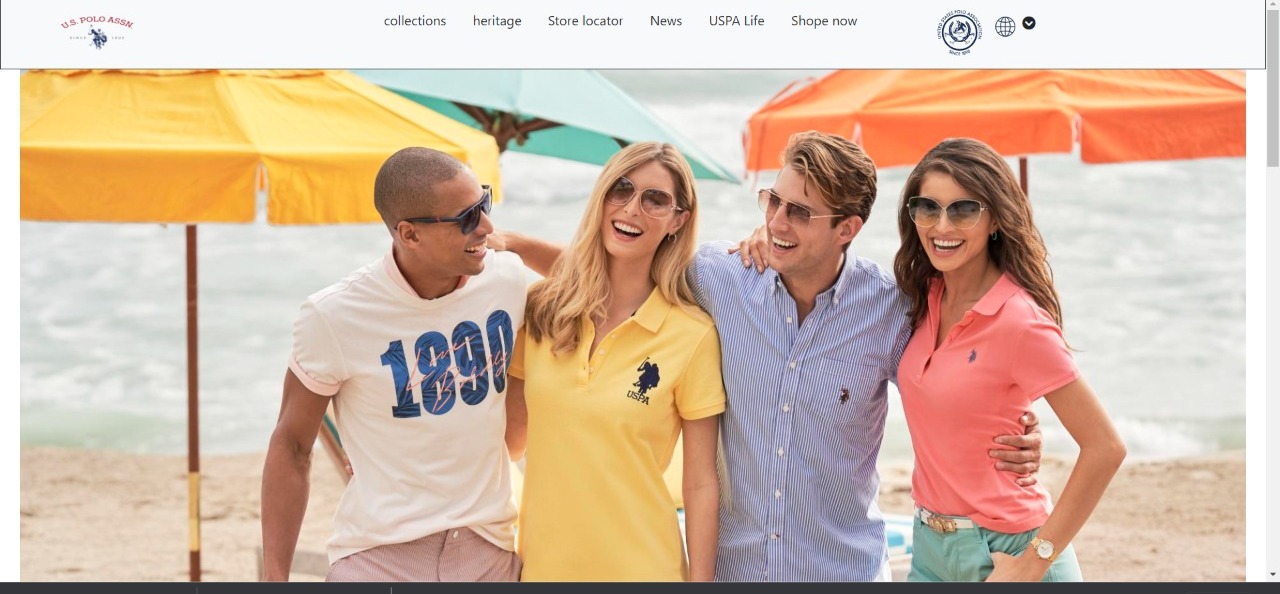 U.S. POLO ASSN.
SINCE 1890
collections heritage Store locator News USPA Life Shope now
UNITED STATES POLO ASSOCIATION
SINCE 1890
1890
USPA